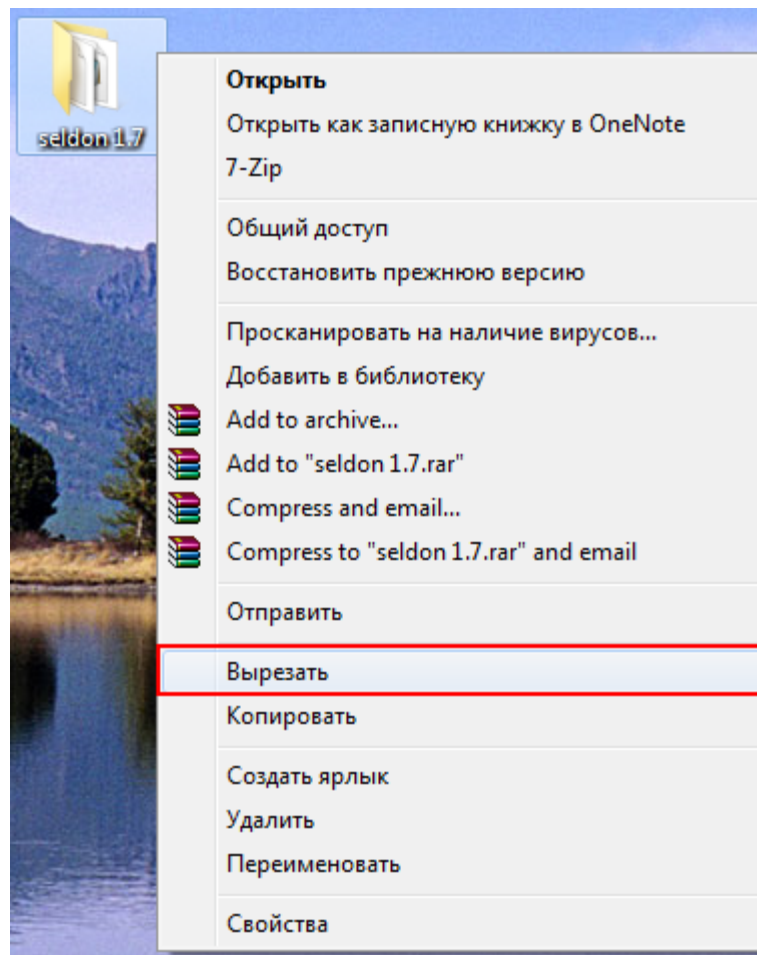 seldon 1.7
Открыть
Открыть как записную книжку в OneNote
7-Zip
Общий доступ
Восстановить прежнюю версию
Просканировать на наличие вирусов...
Добавить в библиотеку
Add to archive...
Add to "seldon 1.7.rar"
Compress and email...
Compress to "seldon 1.7.rar" and email
Отправить
Вырезать
Копировать
Создать ярлык
Удалить
Переименовать
Свойства